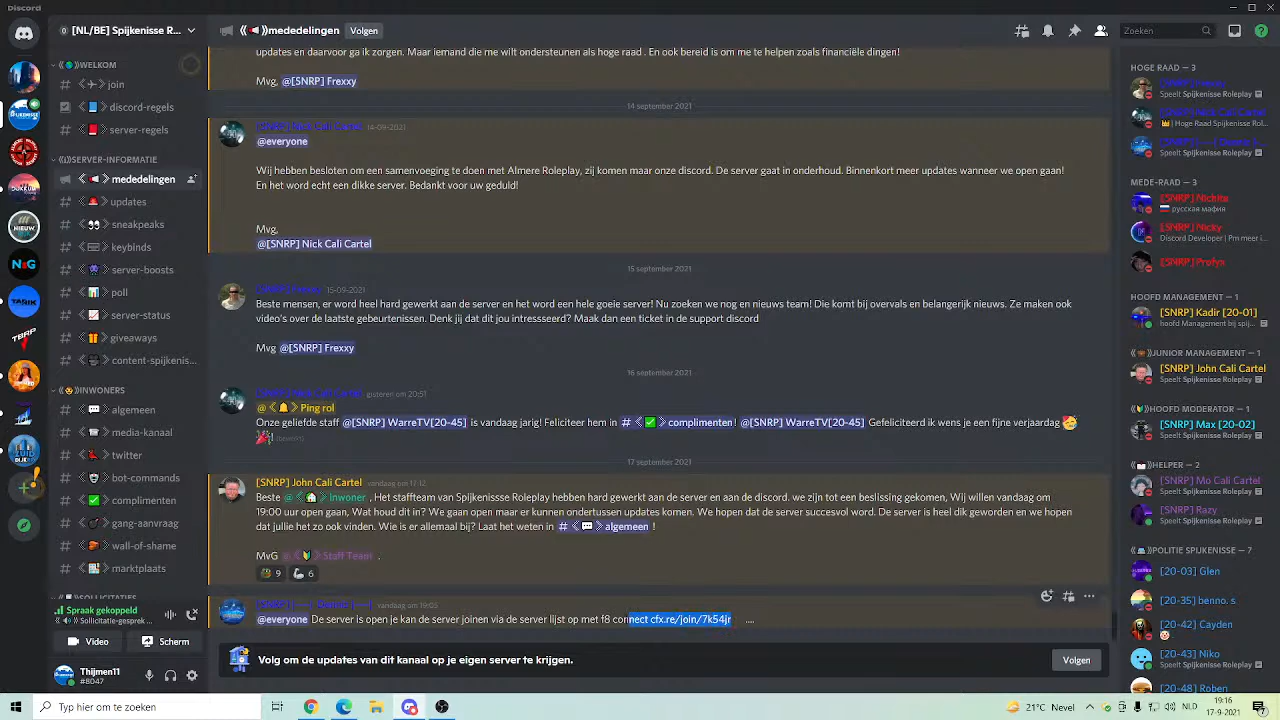 Discord
[NL/BE] Spijkenisse R...
《📢》mededelingen
Volgen
Zoeken
《WELKOM
《✈》join
《📘》discord-regels
《📕》server-regels
《SERVER-INFORMATIE
《📢》mededelingen
《🚨》updates
《👀》sneakpeaks
《⌨》keybinds
《🔮》server-boosts
《📊》poll
《📈》server-status
《🎁》giveaways
content-spijkenis...
INWONERS
《💬》algemeen
《📷》media-kanaal
《🐦》twitter
《🤖》bot-commands
《✅》complimenten
gang-aanvraag
wall-of-shame
marktplaats
SOLLICITATIES
Spraak gekoppeld
Sollicitatie-gesprek ...
Video
Scherm
Thijmen11
#8047
updates en daarvoor ga ik zorgen. Maar iemand die me wilt ondersteunen als hoge raad . En ook bereid is om me te helpen zoals financiële dingen!
Mvg, @[SNRP] Frexxy
14 september 2021
[SNRP] Nick Cali Cartel 14-09-2021
@everyone
Wij hebben besloten om een samenvoeging te doen met Almere Roleplay, zij komen naar onze discord. De server gaat in onderhoud. Binnenkort meer updates wanneer we open gaan!
En het word echt een dikke server. Bedankt voor uw geduld!
Mvg,
@[SNRP] Nick Cali Cartel
15 september 2021
[SNRP] Frexxy 15-09-2021
Beste mensen, er word heel hard gewerkt aan de server en het word een hele goeie server! Nu zoeken wij nog en nieuws team! Die komt bij overvals en belangerijk nieuws. Ze maken ook
video's over de laatste gebeurtenissen. Denk jij dat dit jou intressseerd? Maak dan een ticket in de support discord
Mvg @[SNRP] Frexxy
16 september 2021
[SNRP] Nick Cali Cartel gisteren om 20:51
@《🔔》Ping rol
Onze geliefde staff @[SNRP] WarreTV[20-45] is vandaag jarig! Feliciteer hem in #《✅》complimenten! @[SNRP] WarreTV[20-45] Gefeliciteerd ik wens je een fijne verjaardag 🥳
🎉! (bewerkt)
17 september 2021
[SNRP] John Cali Cartel vandaag om 17:12
Beste @《🏠》Inwoner , Het staffteam van Spijkenissse Roleplay hebben hard gewerkt aan de server en aan de discord. we zijn tot een beslissing gekomen, Wij willen vandaag om
19:00 uur open gaan, Wat houd dit in? We gaan open maar er kunnen ondertussen updates komen. We hopen dat de server succesvol word. De server is heel dik geworden en we hopen
dat jullie het zo ook vinden. Wie is er allemaal bij? Laat het weten in #《💬》algemeen !
MvG @《🔰》Staff Team .
9 6
vandaag om 19:05
@everyone De server is open je kan de server joinen via de server lijst op met f8 connect cfx.re/join/7k54jr ....
Volg om de updates van dit kanaal op je eigen server te krijgen.
Volgen
HOGE RAAD — 3
Speelt Spijkenisse Roleplay
[SNRP] Nick Cali Cartel
| Hoge Raad Spijkenisse Rol...
Speelt Spijkenisse Roleplay
MEDE-RAAD — 3
[SNRP] Nichita
русская мафия
[SNRP] Nicky
Discord Developer | Pm meer i...
[SNRP] Profyx
HOOFD MANAGEMENT — 1
[SNRP] Kadir [20-01]
hoofd Management bij spij...
JUNIOR MANAGEMENT — 1
[SNRP] John Cali Cartel
Speelt Spijkenisse Roleplay
《🔰》HOOFD MODERATOR — 1
[SNRP] Max [20-02]
Speelt Spijkenisse Roleplay
HELPER — 2
[SNRP] Mo Cali Cartel
Speelt Spijkenisse Roleplay
[SNRP] Razy
Speelt Spijkenisse Roleplay
POLITIE SPIJKENISSE — 7
[20-03] Glen
[20-35] benno. s
[20-42] Cayden
[20-43] Niko
Speelt Spijkenisse Roleplay
[20-48] Roben
NIEUW
N&G
TARIK
TBRP
ZUID
Typ hier om te zoeken
21°C Nevel
NLD
19:16
17-9-2021